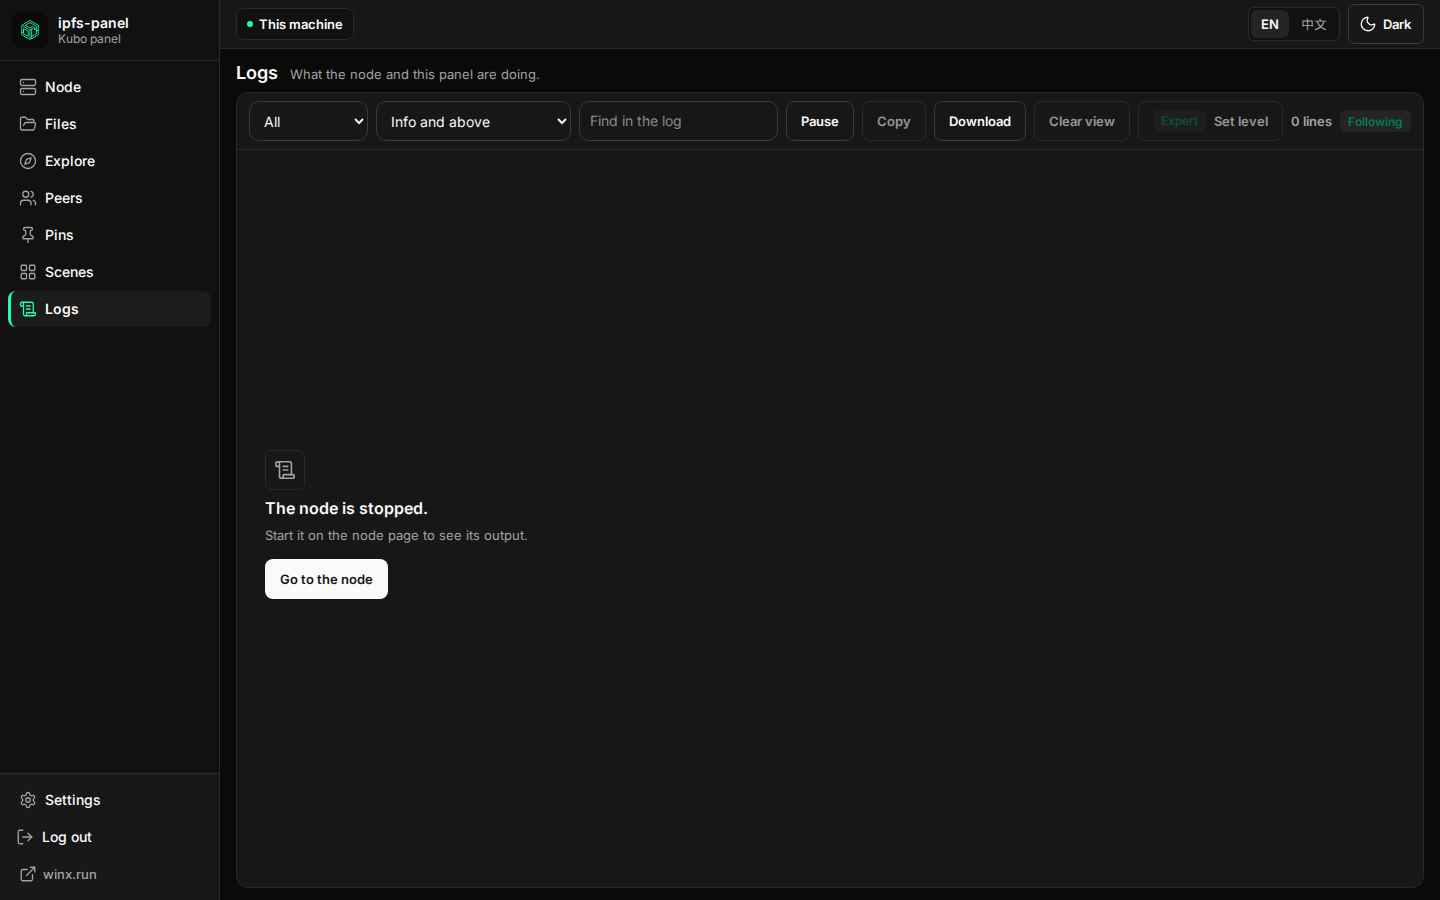 ipfs-panel
Kubo panel
This machine
EN
中文
Dark
Node
Files
Explore
Peers
Pins
Scenes
Logs
Settings
Log out
winx.run
Logs
What the node and this panel are doing.
All
Info and above
Find in the log
Pause
Copy
Download
Clear view
Expert
Set level
0 lines
Following
The node is stopped.
Start it on the node page to see its output.
Go to the node